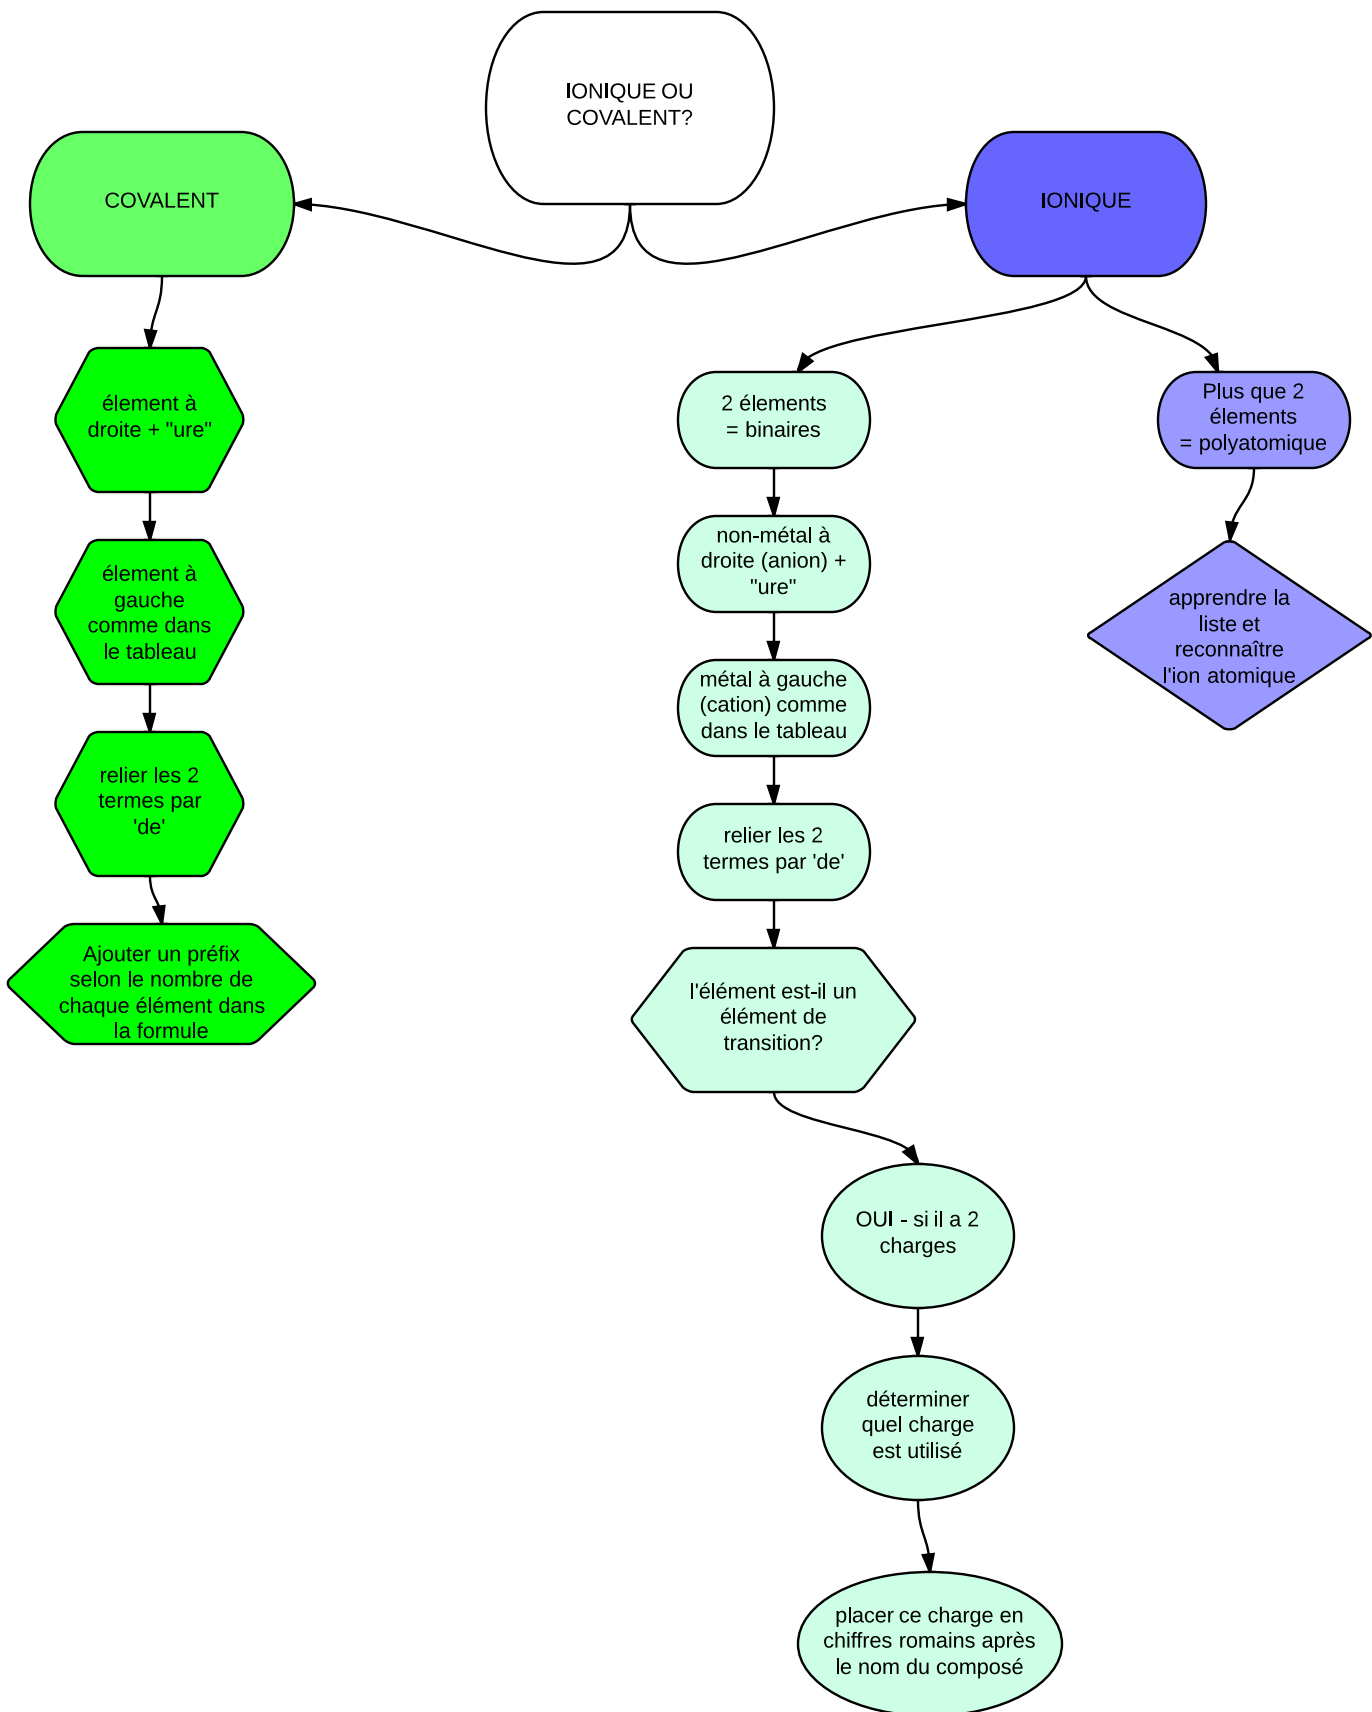 IONIQUE OU
COVALENT?
COVALENT
IONIQUE
élement à
droite + "ure"
élement à
gauche
comme dans
le tableau
relier les 2
termes par
'de'
Ajouter un préfix
selon le nombre de
chaque élément dans
la formule
2 élements
= binaires
non-métal à
droite (anion) +
"ure"
métal à gauche
(cation) comme
dans le tableau
relier les 2
termes par 'de'
l'élément est-il un
élément de
transition?
OUI - si il a 2
charges
déterminer
quel charge
est utilisé
placer ce charge en
chiffres romains après
le nom du composé
Plus que 2
élements
= polyatomique
apprendre la
liste et
reconnaître
l'ion atomique